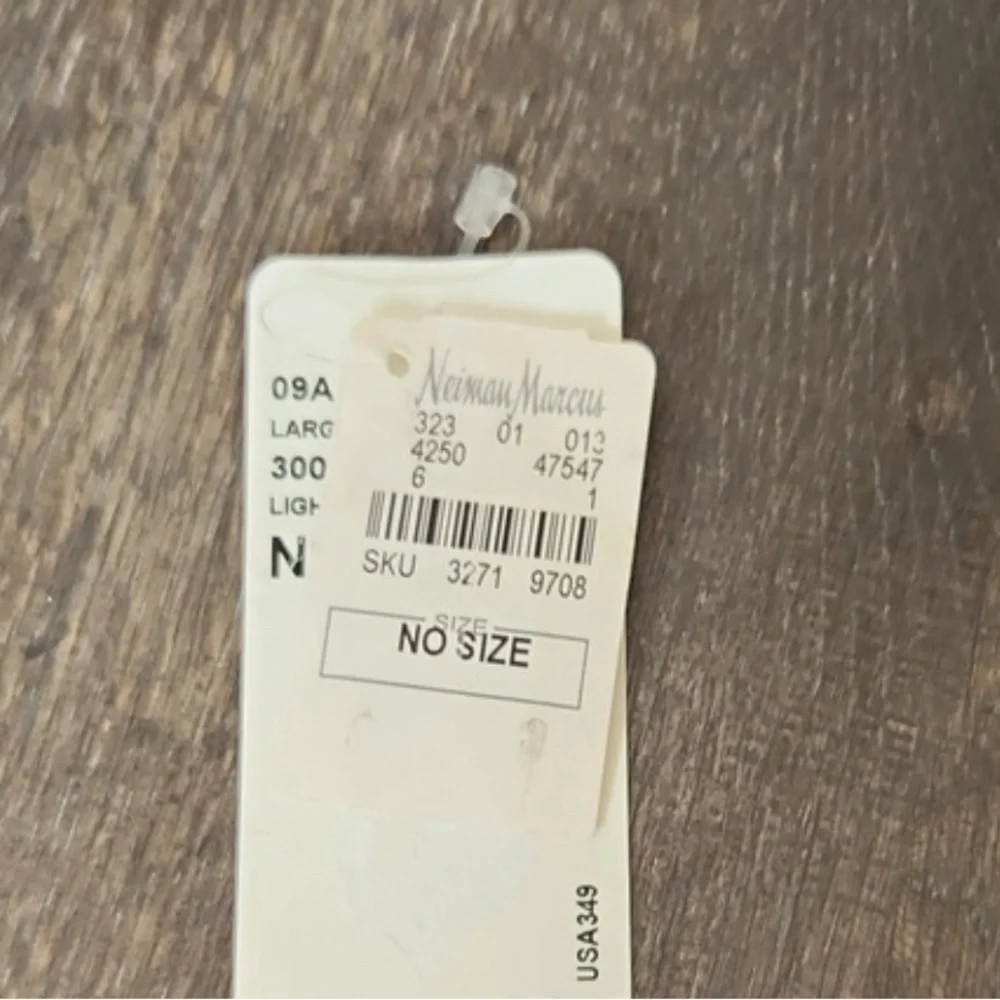 09A
LARG
300
LIGH
N
Neiman Marcus
323 01 013
4250 47547
6 1
SKU 3271 9708
SIZE
NO SIZE
USA349